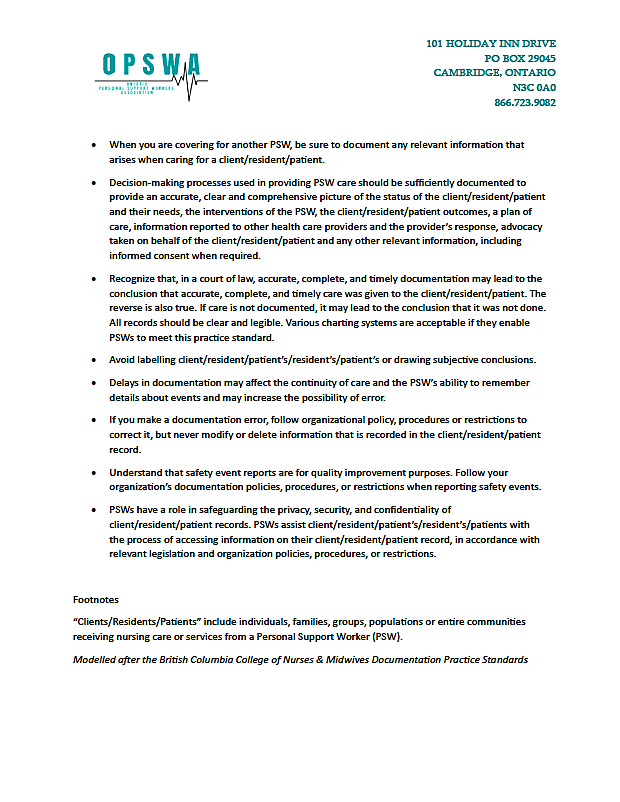 OPSWA
ONTARIO
PERSONAL SUPPORT WORKERS
ASSOCIATION
101 HOLIDAY INN DRIVE
PO BOX 29045
CAMBRIDGE, ONTARIO
N3C 0A0
866.723.9082
• When you are covering for another PSW, be sure to document any relevant information that
arises when caring for a client/resident/patient.
• Decision-making processes used in providing PSW care should be sufficiently documented to
provide an accurate, clear and comprehensive picture of the status of the client/resident/patient
and their needs, the interventions of the PSW, the client/resident/patient outcomes, a plan of
care, information reported to other health care providers and the provider's response, advocacy
taken on behalf of the client/resident/patient and any other relevant information, including
informed consent when required.
• Recognize that, in a court of law, accurate, complete, and timely documentation may lead to the
conclusion that accurate, complete, and timely care was given to the client/resident/patient. The
reverse is also true. If care is not documented, it may lead to the conclusion that it was not done.
All records should be clear and legible. Various charting systems are acceptable if they enable
PSWs to meet this practice standard.
• Avoid labelling client/resident/patient's/resident's/patient's or drawing subjective conclusions.
• Delays in documentation may affect the continuity of care and the PSW's ability to remember
details about events and may increase the possibility of error.
• If you make a documentation error, follow organizational policy, procedures or restrictions to
correct it, but never modify or delete information that is recorded in the client/resident/patient
record.
• Understand that safety event reports are for quality improvement purposes. Follow your
organization's documentation policies, procedures, or restrictions when reporting safety events.
• PSWs have a role in safeguarding the privacy, security, and confidentiality of
client/resident/patient records. PSWs assist client/resident/patient's/resident's/patients with
the process of accessing information on their client/resident/patient record, in accordance with
relevant legislation and organization policies, procedures, or restrictions.
Footnotes
"Clients/Residents/Patients" include individuals, families, groups, populations or entire communities
receiving nursing care or services from a Personal Support Worker (PSW).
Modelled after the British Columbia College of Nurses & Midwives Documentation Practice Standards